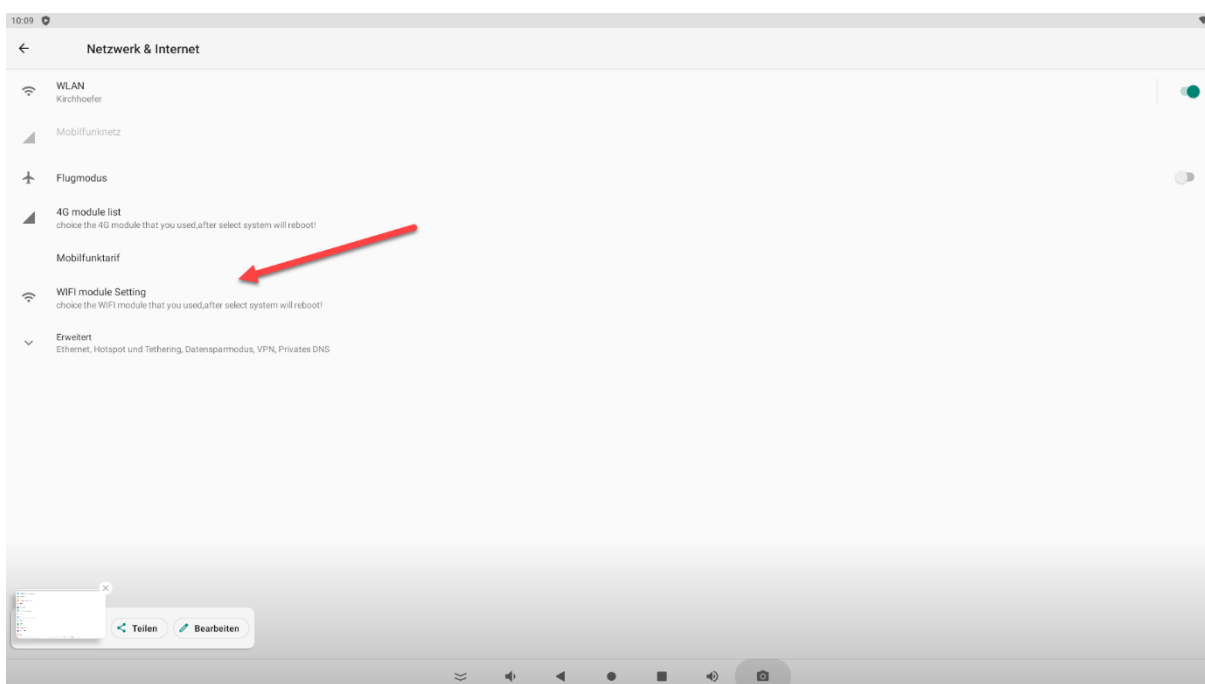 10:09
Netzwerk & Internet
WLAN
Kirchhoefer
Mobilfunknetz
Flugmodus
4G module list
choice the 4G module that you used,after select system will reboot!
Mobilfunktarif
WIFI module Setting
choice the WIFI module that you used,after select system will reboot!
Erweitert
Ethernet, Hotspot und Tethering, Datensparmodus, VPN, Privates DNS
Teilen
Bearbeiten